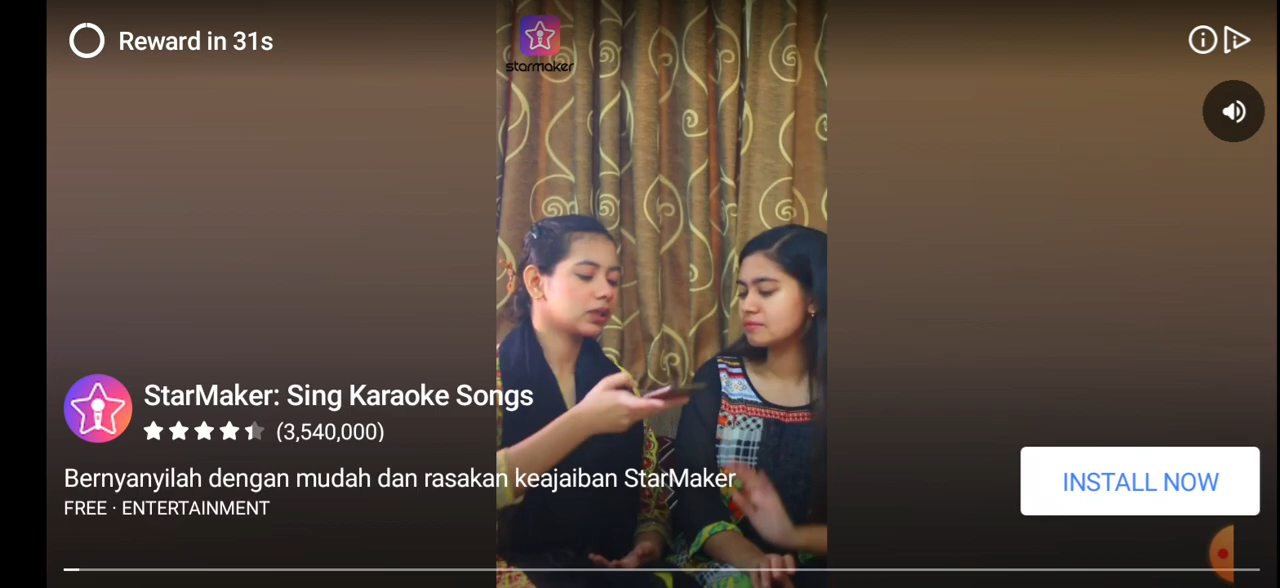 Reward in 31s
starmaker
StarMaker: Sing Karaoke Songs
(3,540,000)
Bernyanyilah dengan mudah dan rasakan keajaiban StarMaker
FREE · ENTERTAINMENT
INSTALL NOW